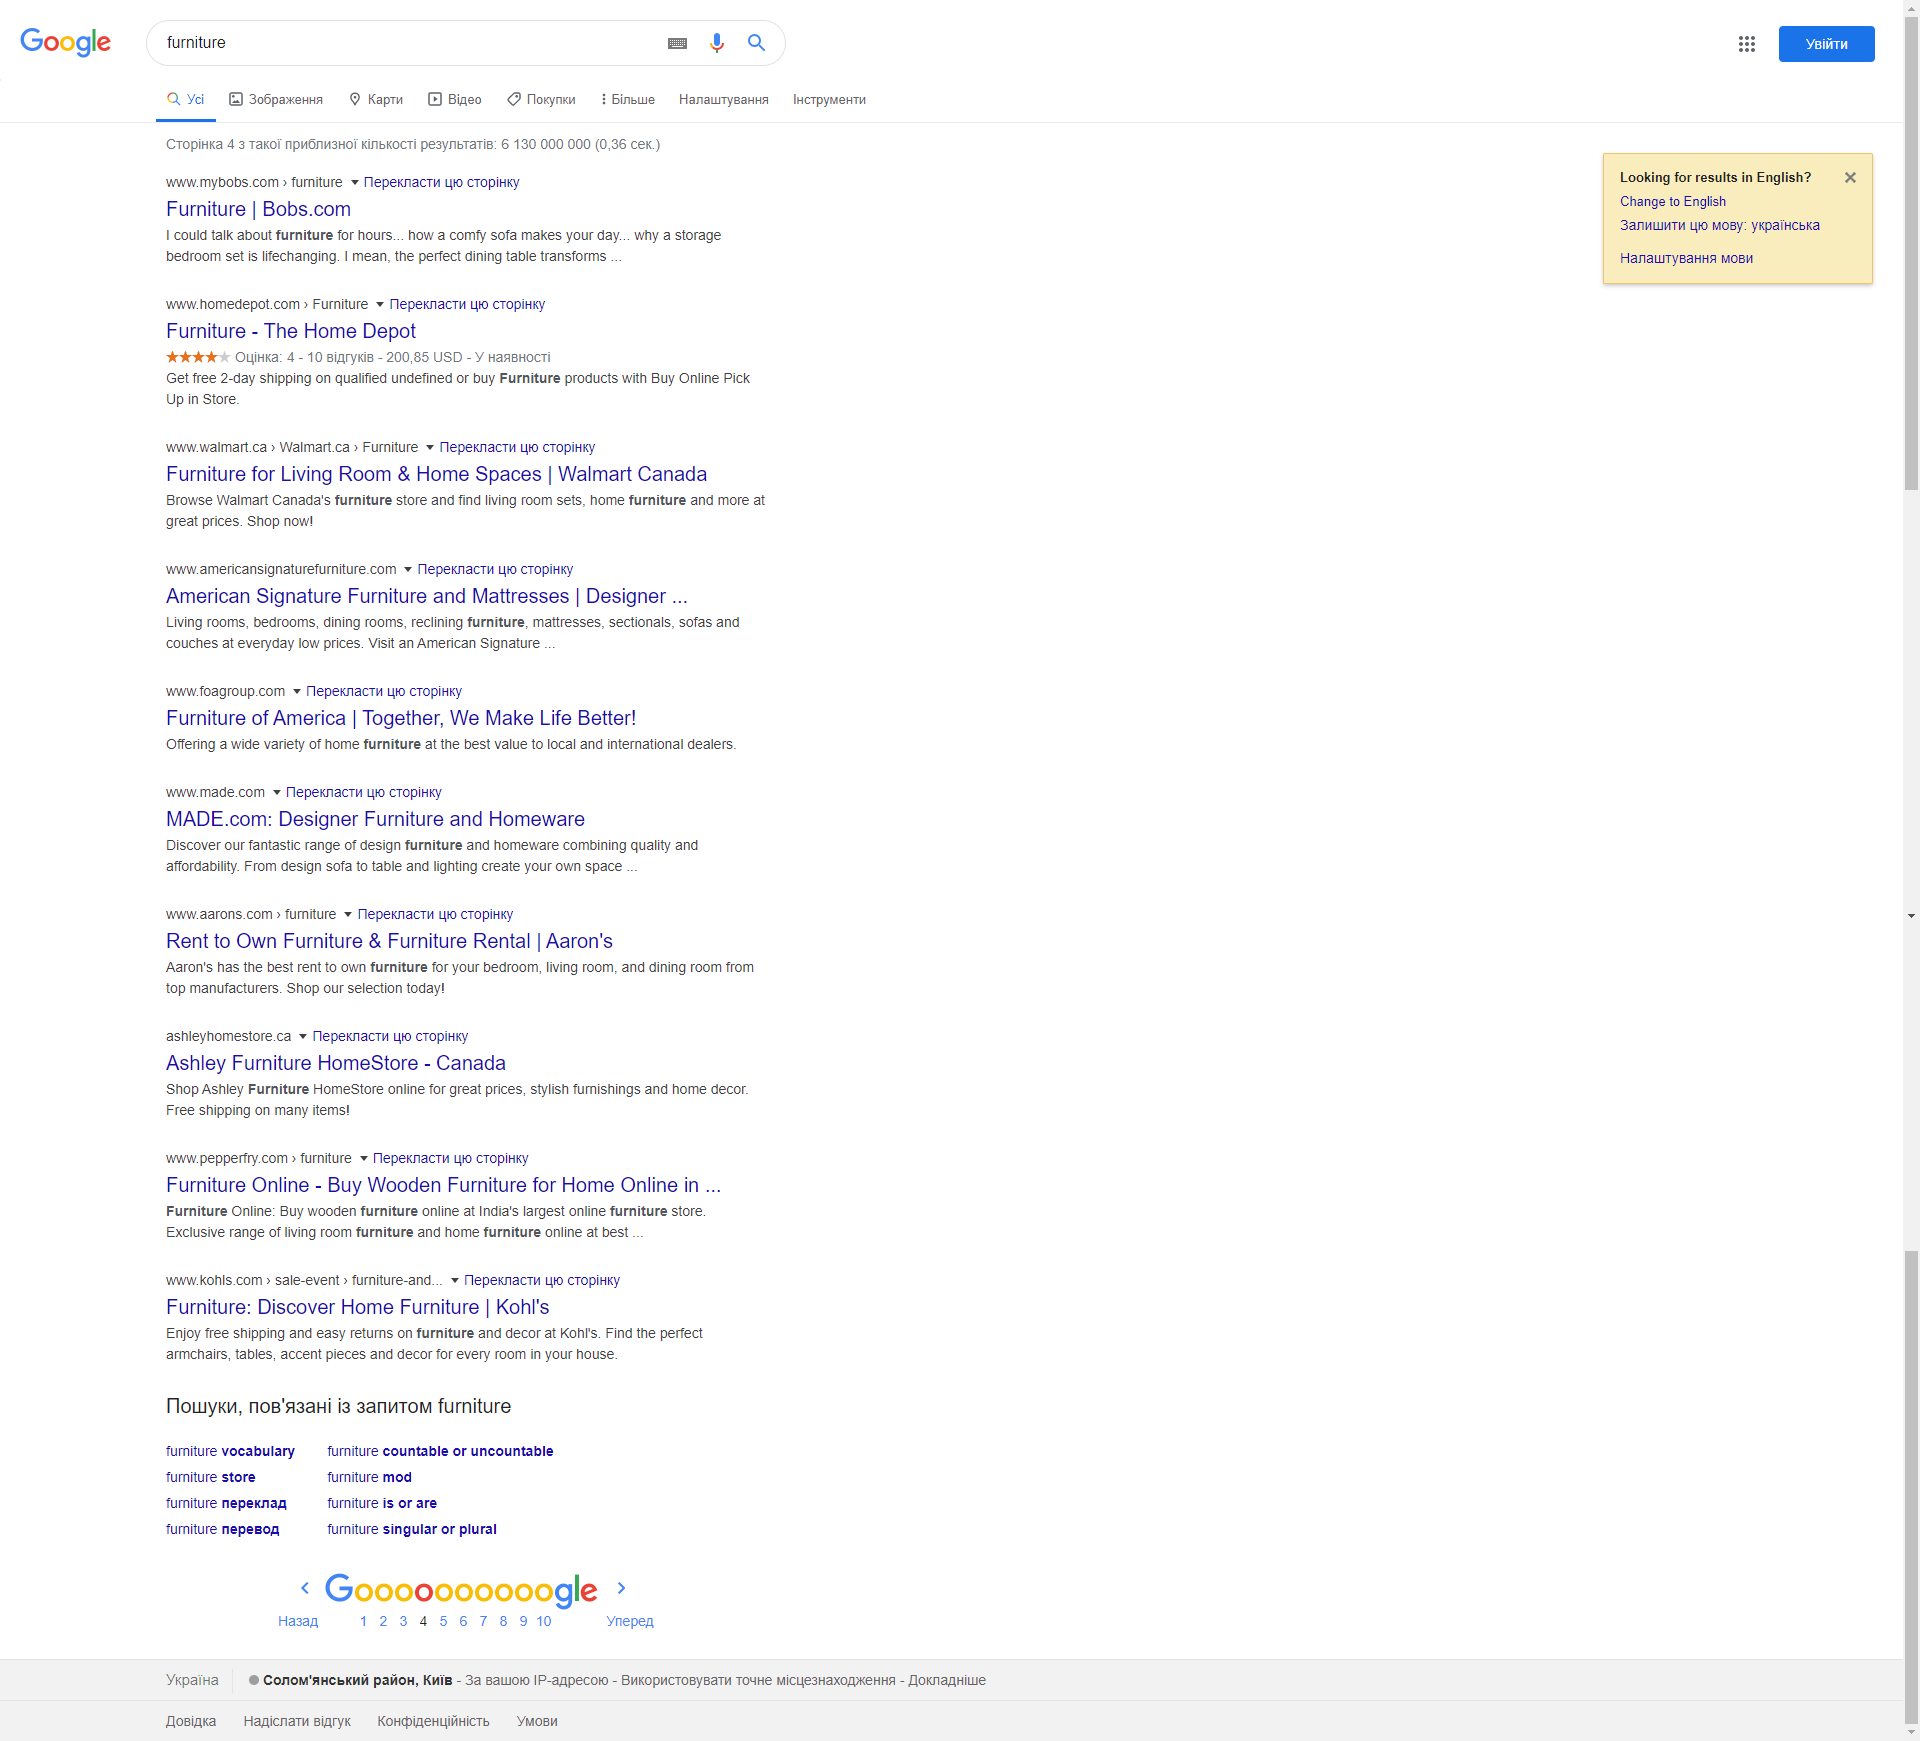 Google
furniture
Увійти
Усі Зображення Карти Відео Покупки Більше Налаштування Інструменти
Сторінка 4 з такої приблизної кількості результатів: 6 130 000 000 (0,36 сек.)
Looking for results in English?
Change to English
Залишити цю мову: українська
Налаштування мови
www.mybobs.com › furniture Перекласти цю сторінку
Furniture | Bobs.com
I could talk about furniture for hours... how a comfy sofa makes your day... why a storage
bedroom set is lifechanging. I mean, the perfect dining table transforms ...
www.homedepot.com › Furniture Перекласти цю сторінку
Furniture - The Home Depot
Оцінка: 4 - 10 відгуків - 200,85 USD - У наявності
Get free 2-day shipping on qualified undefined or buy Furniture products with Buy Online Pick
Up in Store.
www.walmart.ca › Walmart.ca › Furniture Перекласти цю сторінку
Furniture for Living Room & Home Spaces | Walmart Canada
Browse Walmart Canada's furniture store and find living room sets, home furniture and more at
great prices. Shop now!
www.americansignaturefurniture.com Перекласти цю сторінку
American Signature Furniture and Mattresses | Designer ...
Living rooms, bedrooms, dining rooms, reclining furniture, mattresses, sectionals, sofas and
couches at everyday low prices. Visit an American Signature ...
www.foagroup.com Перекласти цю сторінку
Furniture of America | Together, We Make Life Better!
Offering a wide variety of home furniture at the best value to local and international dealers.
www.made.com Перекласти цю сторінку
MADE.com: Designer Furniture and Homeware
Discover our fantastic range of design furniture and homeware combining quality and
affordability. From design sofa to table and lighting create your own space ...
www.aarons.com › furniture Перекласти цю сторінку
Rent to Own Furniture & Furniture Rental | Aaron's
Aaron's has the best rent to own furniture for your bedroom, living room, and dining room from
top manufacturers. Shop our selection today!
ashleyhomestore.ca Перекласти цю сторінку
Ashley Furniture HomeStore - Canada
Shop Ashley Furniture HomeStore online for great prices, stylish furnishings and home decor.
Free shipping on many items!
www.pepperfry.com › furniture Перекласти цю сторінку
Furniture Online - Buy Wooden Furniture for Home Online in ...
Furniture Online: Buy wooden furniture online at India's largest online furniture store.
Exclusive range of living room furniture and home furniture online at best ...
www.kohls.com › sale-event › furniture-and... Перекласти цю сторінку
Furniture: Discover Home Furniture | Kohl's
Enjoy free shipping and easy returns on furniture and decor at Kohl's. Find the perfect
armchairs, tables, accent pieces and decor for every room in your house.
Пошуки, пов'язані із запитом furniture
furniture vocabulary furniture countable or uncountable
furniture store furniture mod
furniture переклад furniture is or are
furniture перевод furniture singular or plural
Goooooooooogle
Назад 1 2 3 4 5 6 7 8 9 10 Уперед
Україна Солом'янський район, Київ - За вашою IP-адресою - Використовувати точне місцезнаходження - Докладніше
Довідка Надіслати відгук Конфіденційність Умови